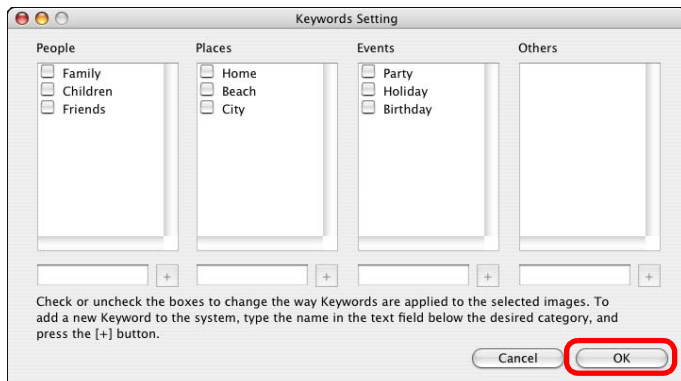 Keywords Setting
People Places Events Others
Family Home Party
Children Beach Holiday
Friends City Birthday
+ + + +
Check or uncheck the boxes to change the way Keywords are applied to the selected images. To
add a new Keyword to the system, type the name in the text field below the desired category, and
press the [+] button.
Cancel OK